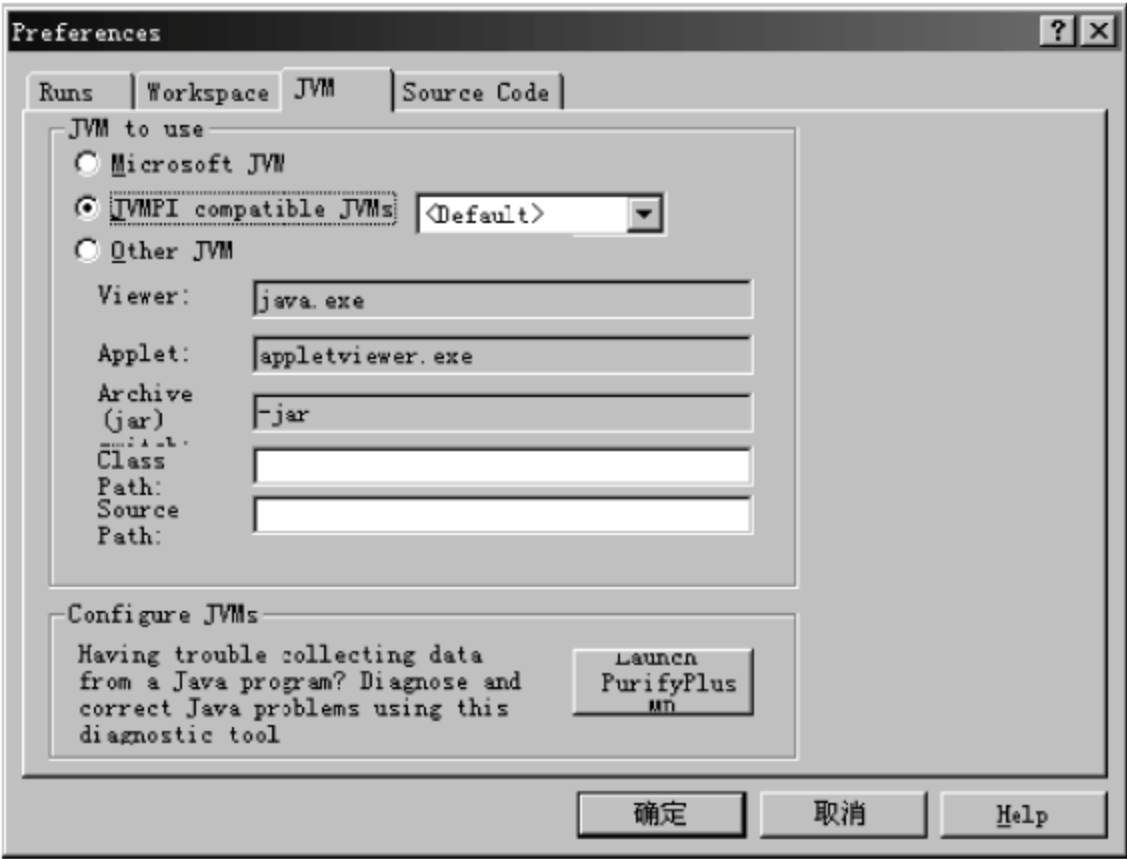 Preferences
Runs
Workspace
JVM
Source Code
JVM to use
Microsoft JVM
JVMPI compatible JVMs
<Default>
Other JVM
Viewer:
java.exe
Applet:
appletviewer.exe
Archive
(jar)
-jar
Class
Path:
Source
Path:
Configure JVMs
Having trouble collecting data
from a Java program? Diagnose and
correct Java problems using this
diagnostic tool
Launch
PurifyPlus
确定
取消
Help